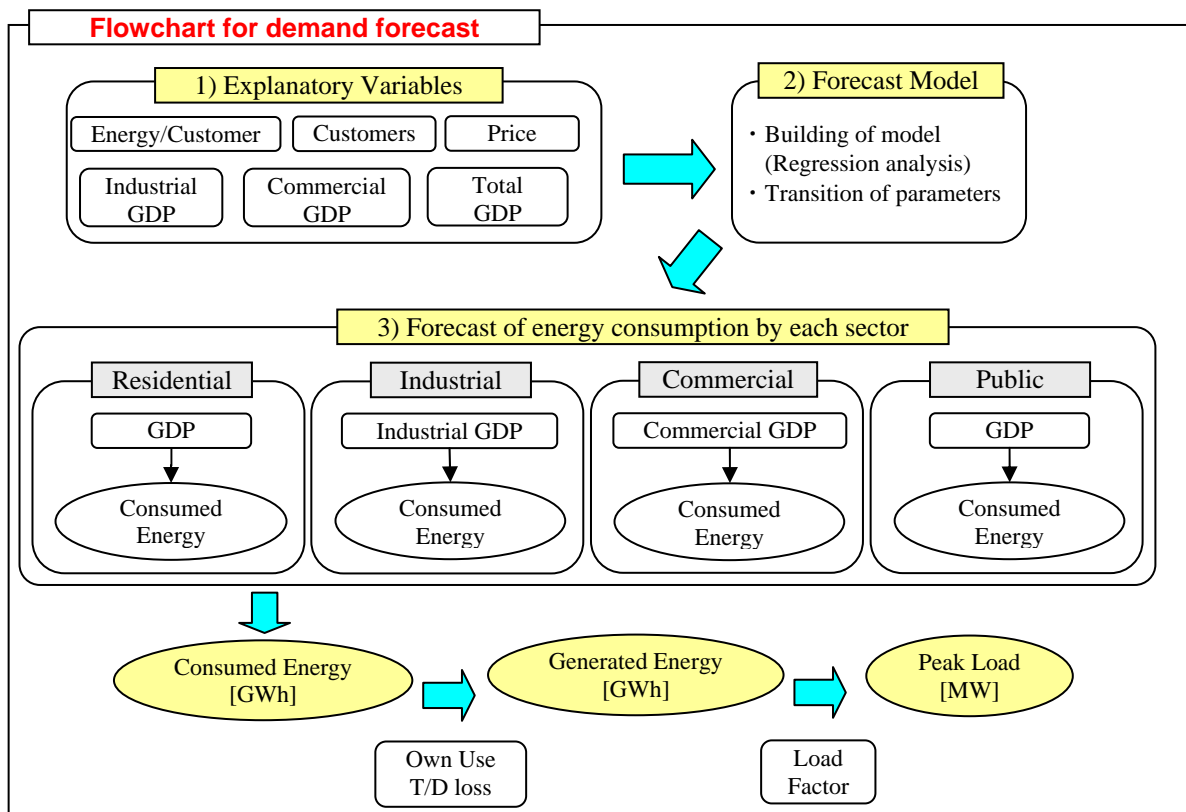 Flowchart for demand forecast
1) Explanatory Variables
Energy/Customer
Customers
Price
Industrial
GDP
Commercial
GDP
Total
GDP
2) Forecast Model
・Building of model
(Regression analysis)
・Transition of parameters
3) Forecast of energy consumption by each sector
Residential
GDP
Consumed
Energy
Industrial
Industrial GDP
Consumed
Energy
Commercial
Commercial GDP
Consumed
Energy
Public
GDP
Consumed
Energy
Consumed Energy
[GWh]
Generated Energy
[GWh]
Peak Load
[MW]
Own Use
T/D loss
Load
Factor